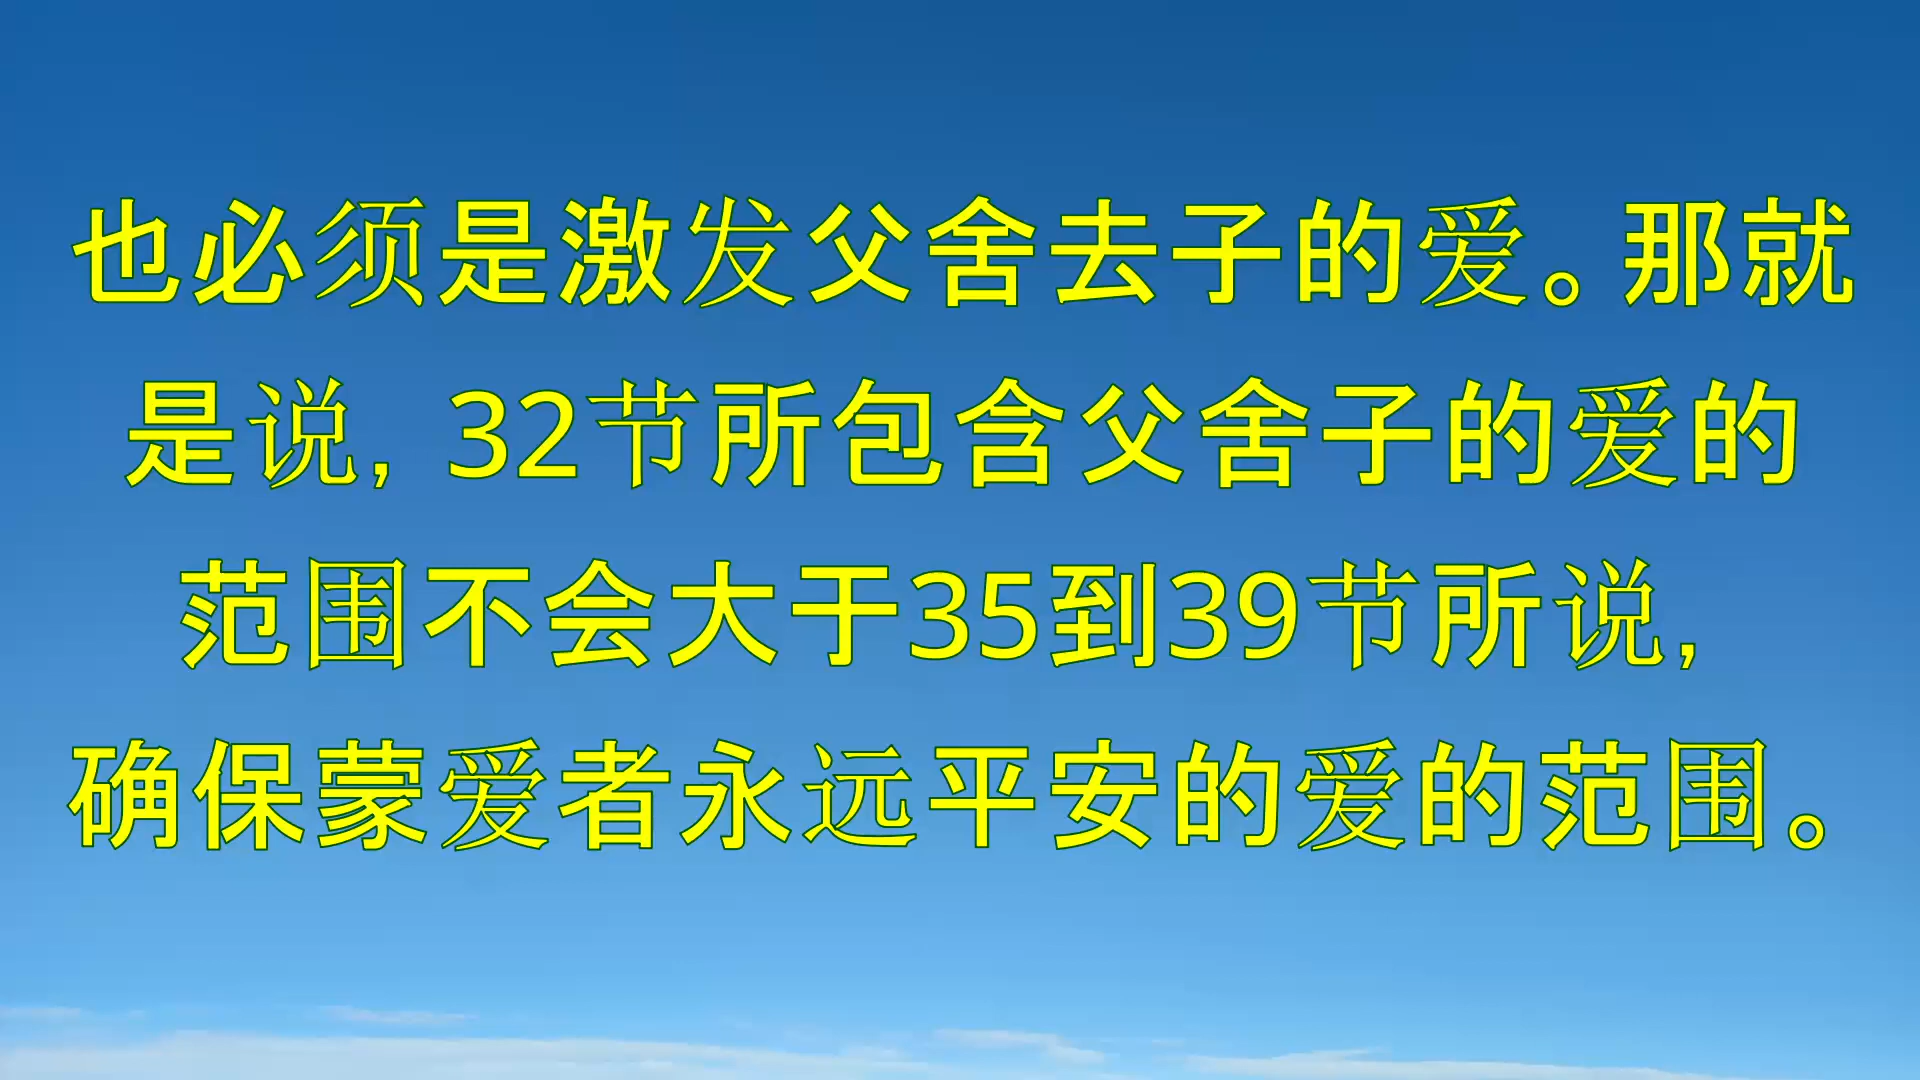 也必须是激发父舍去子的爱。那就
是说，32节所包含父舍子的爱的
范围不会大于35到39节所说，
确保蒙爱者永远平安的爱的范围。